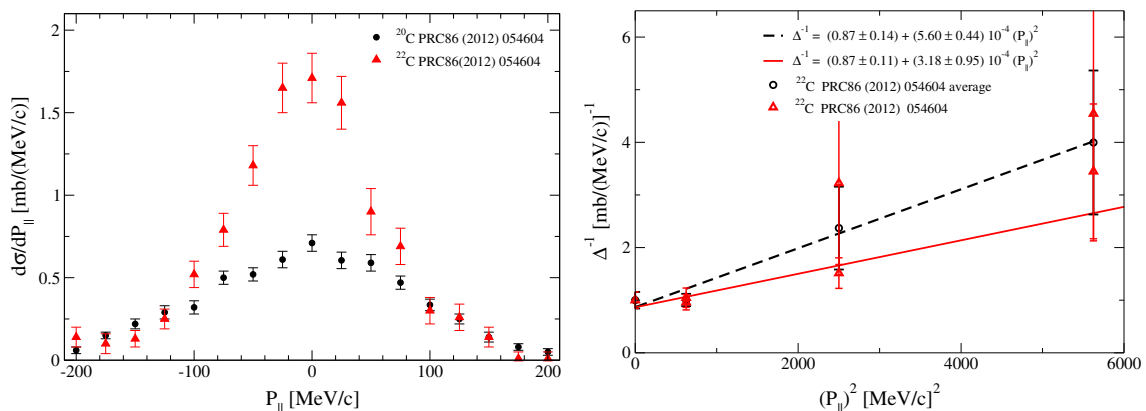 ²⁰C PRC86 (2012) 054604
²²C PRC86(2012) 054604
dσ/dP|| [mb/(MeV/c)]
2
1.5
1
0.5
0
-200
-100
0
100
200
P|| [MeV/c]
Δ⁻¹ = (0.87 ± 0.14) + (5.60 ± 0.44) 10⁻⁴ (P||)²
Δ⁻¹ = (0.87 ± 0.11) + (3.18 ± 0.95) 10⁻⁴ (P||)²
²²C PRC86 (2012) 054604 average
²²C PRC86 (2012) 054604
Δ⁻¹ [mb/(MeV/c)]⁻¹
6
4
2
0
0
2000
4000
6000
(P||)² [MeV/c]²